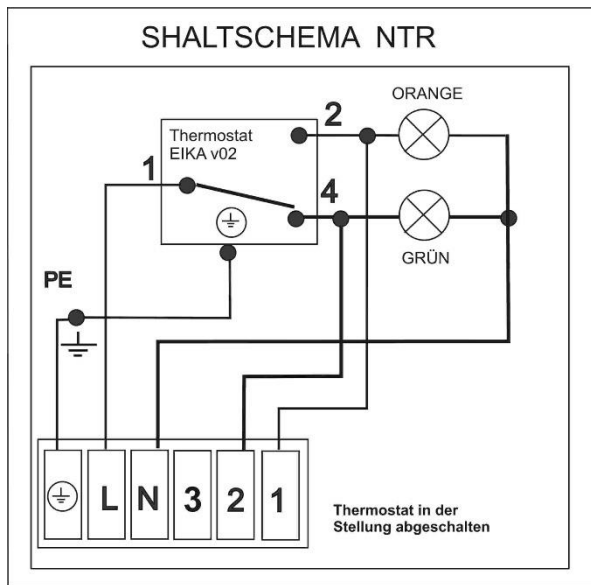 SHALTSCHEMA NTR
ORANGE
2
Thermostat
EIKA v02
1
4
GRÜN
PE
L N 3 2 1
Thermostat in der
Stellung abgeschalten